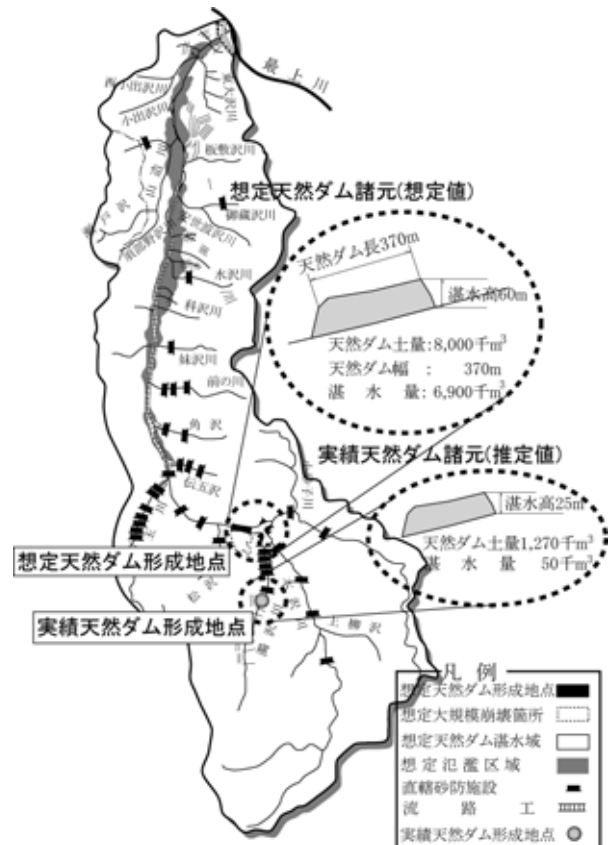 最上川
西小出沢川
小出沢川
東大沢川
板敷沢川
想定天然ダム諸元(想定値)
御蔵沢川
天然ダム長370m
湛水高60m
水沢川
科沢川
天然ダム土量:8,000千m³
天然ダム幅 : 370m
湛 水 量:6,900千m³
妹沢川
前の川
角沢
実績天然ダム諸元(推定値)
伝五沢
湛水高25m
天然ダム土量1,270千m³
湛 水 量 50千m³
想定天然ダム形成地点
実績天然ダム形成地点
上柳沢
凡 例
想定天然ダム形成地点
想定大規模崩壊箇所
想定天然ダム湛水域
想定氾濫区域
直轄砂防施設
流 路 工
実績天然ダム形成地点